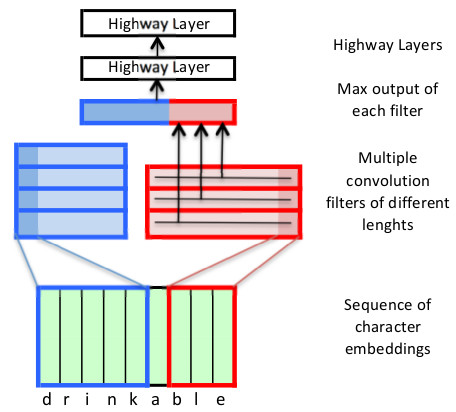 Highway Layer
Highway Layer
Highway Layers
Max output of
each filter
Multiple
convolution
filters of different
lenghts
Sequence of
character
embeddings
d r i n k a b l e